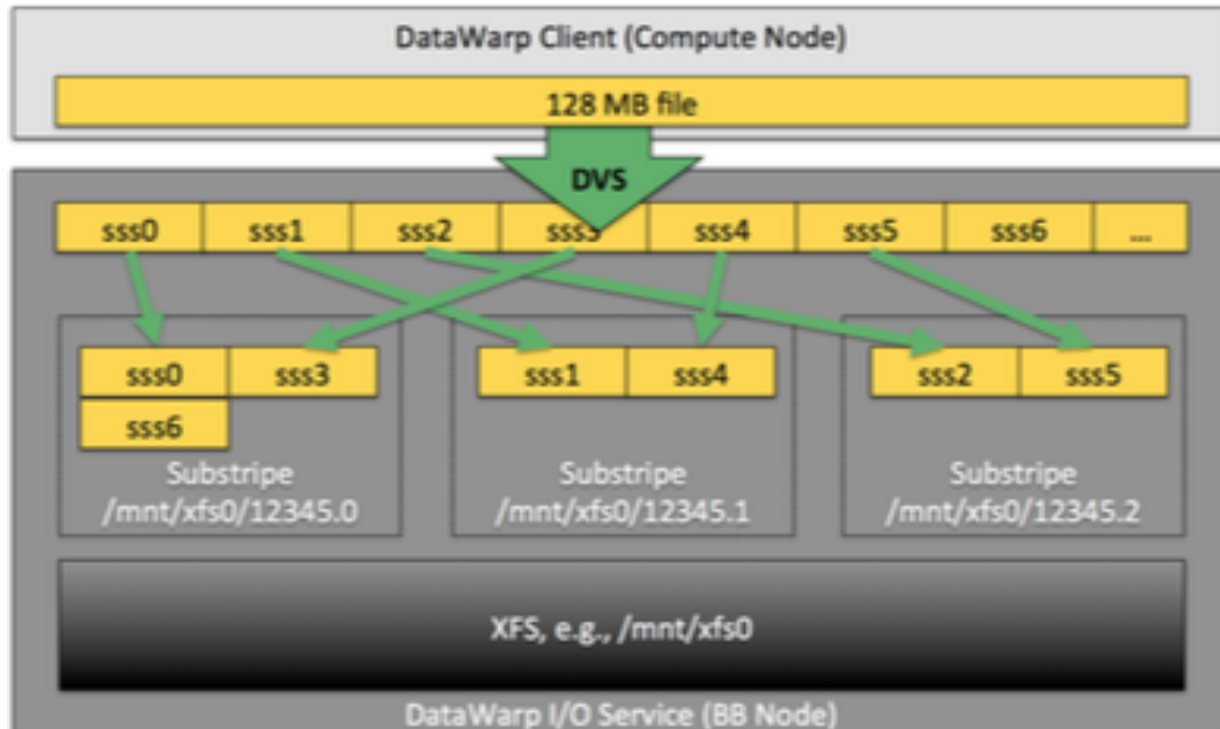 DataWarp Client (Compute Node)
128 MB file
DVS
sss0 sss1 sss2 sss3 sss4 sss5 sss6 ...
sss0 sss3 sss1 sss4 sss2 sss5
sss6
Substripe Substripe Substripe
/mnt/xfs0/12345.0 /mnt/xfs0/12345.1 /mnt/xfs0/12345.2
XFS, e.g., /mnt/xfs0
DataWarp I/O Service (BB Node)